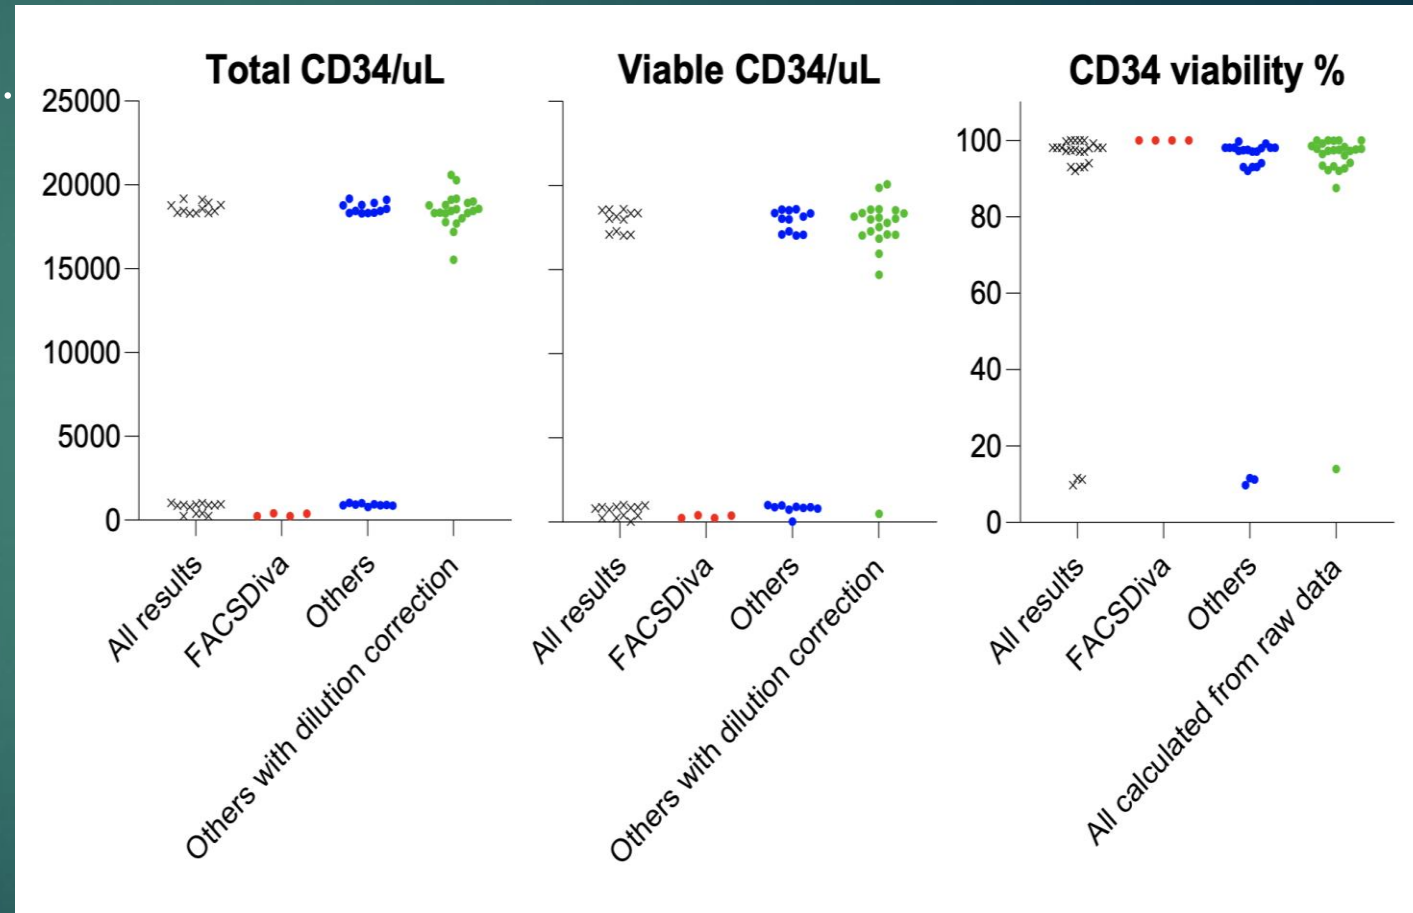 Total CD34/uL
25000
20000
15000
10000
5000
0
All results
FACSDiva
Others
Others with dilution correction
Viable CD34/uL
All results
FACSDiva
Others
Others with dilution correction
CD34 viability %
100
80
60
40
20
0
All results
FACSDiva
Others
All calculated from raw data